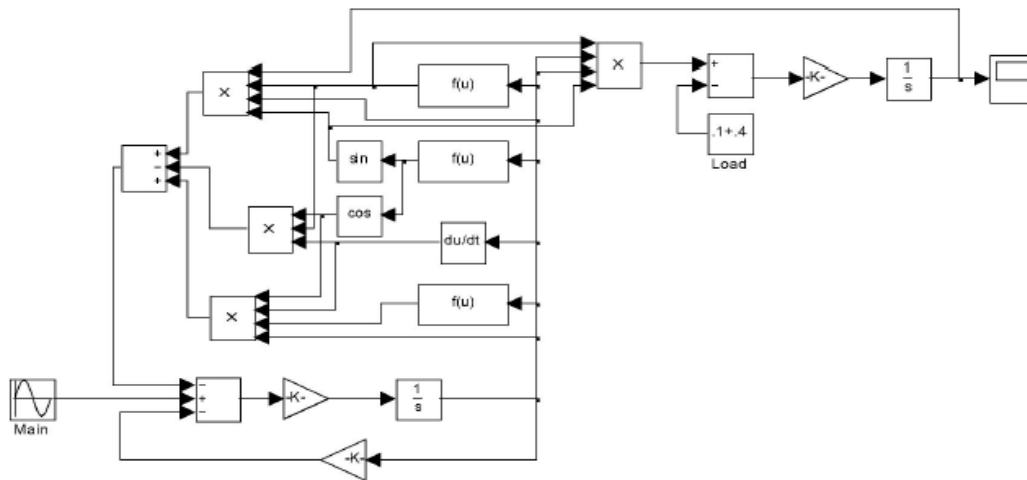 f(u)
×
+
−
-K-
1
s
.1+.4
Load
×
sin
f(u)
+
−
+
cos
×
du/dt
×
f(u)
Main
−
+
−
-K-
1
s
-K-